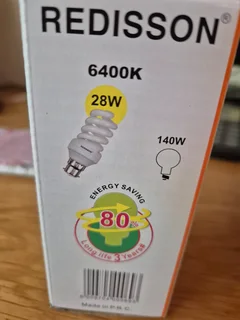 REDISSON®
6400K
28W
140W
ENERGY SAVING
80
Long life 3 Years
Made in P.R.C.